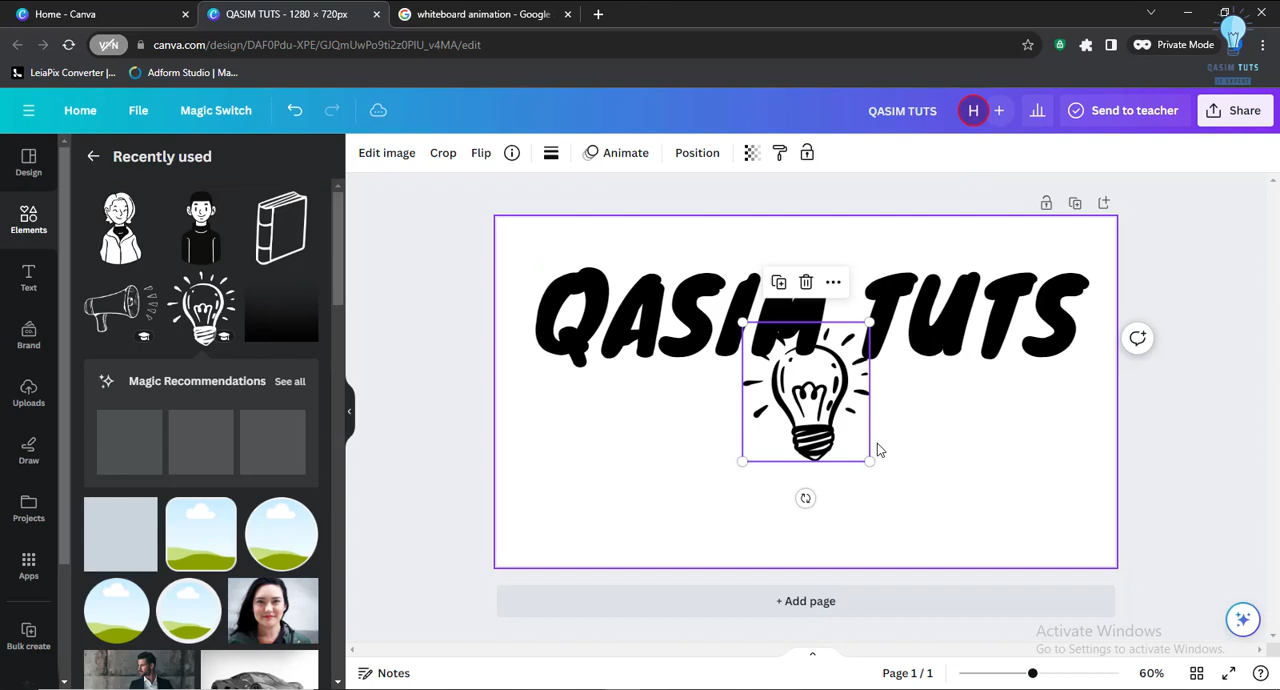 Home - Canva
QASIM TUTS - 1280 × 720px
whiteboard animation - Google
VPN
canva.com/design/DAF0Pdu-XPE/GJQmUwPo9ti2z0PIU_v4MA/edit
Private Mode
LeiaPix Converter |...
Adform Studio | Ma...
QASIM TUTS
IT EXPERT
Home
File
Magic Switch
QASIM TUTS
H
Send to teacher
Share
Design
Elements
Text
Brand
Uploads
Draw
Projects
Apps
Bulk create
Recently used
Magic Recommendations
See all
Edit image
Crop
Flip
Animate
Position
QASIM TUTS
+ Add page
Activate Windows
Go to Settings to activate Windows.
Notes
Page 1 / 1
60%